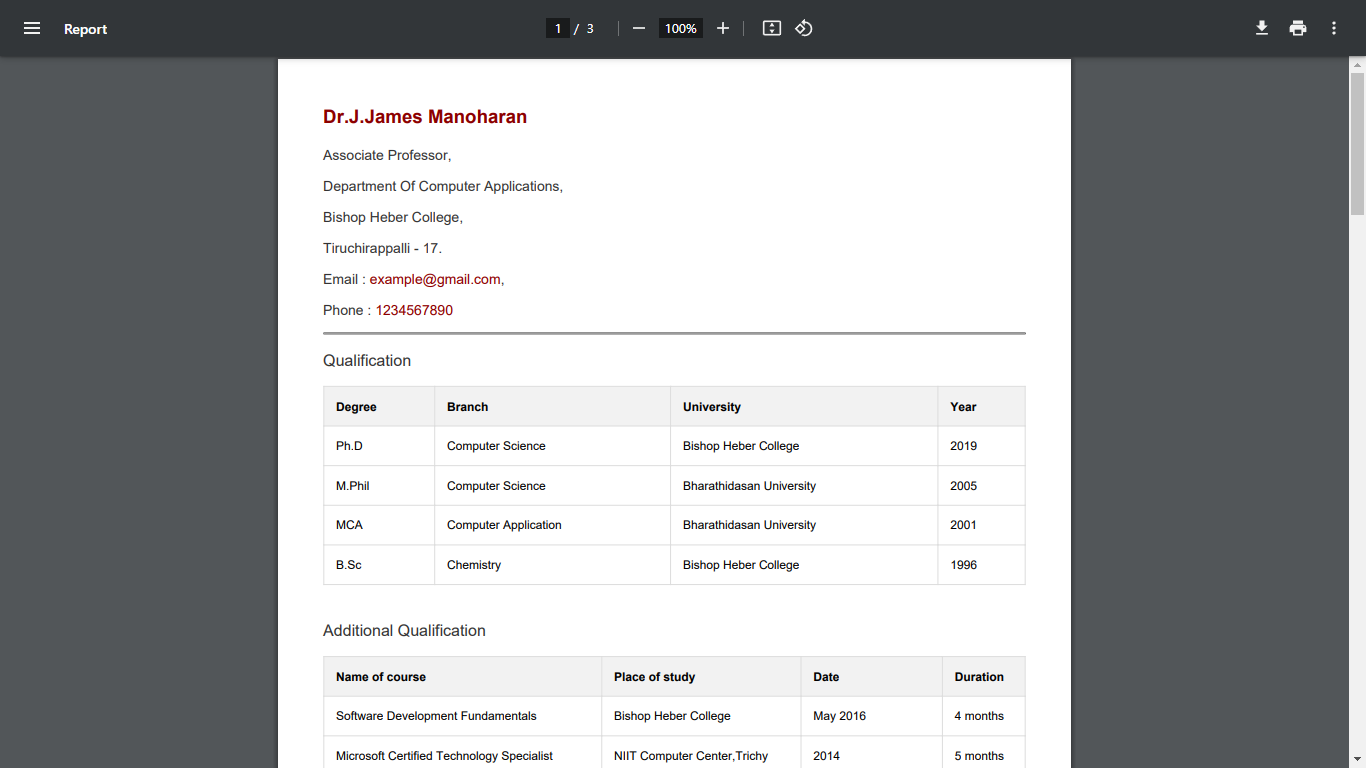 Report
1 / 3
100%
Dr.J.James Manoharan
Associate Professor,
Department Of Computer Applications,
Bishop Heber College,
Tiruchirappalli - 17.
Email : example@gmail.com,
Phone : 1234567890
Qualification
Degree Branch University Year
Ph.D Computer Science Bishop Heber College 2019
M.Phil Computer Science Bharathidasan University 2005
MCA Computer Application Bharathidasan University 2001
B.Sc Chemistry Bishop Heber College 1996
Additional Qualification
Name of course Place of study Date Duration
Software Development Fundamentals Bishop Heber College May 2016 4 months
Microsoft Certified Technology Specialist NIIT Computer Center,Trichy 2014 5 months